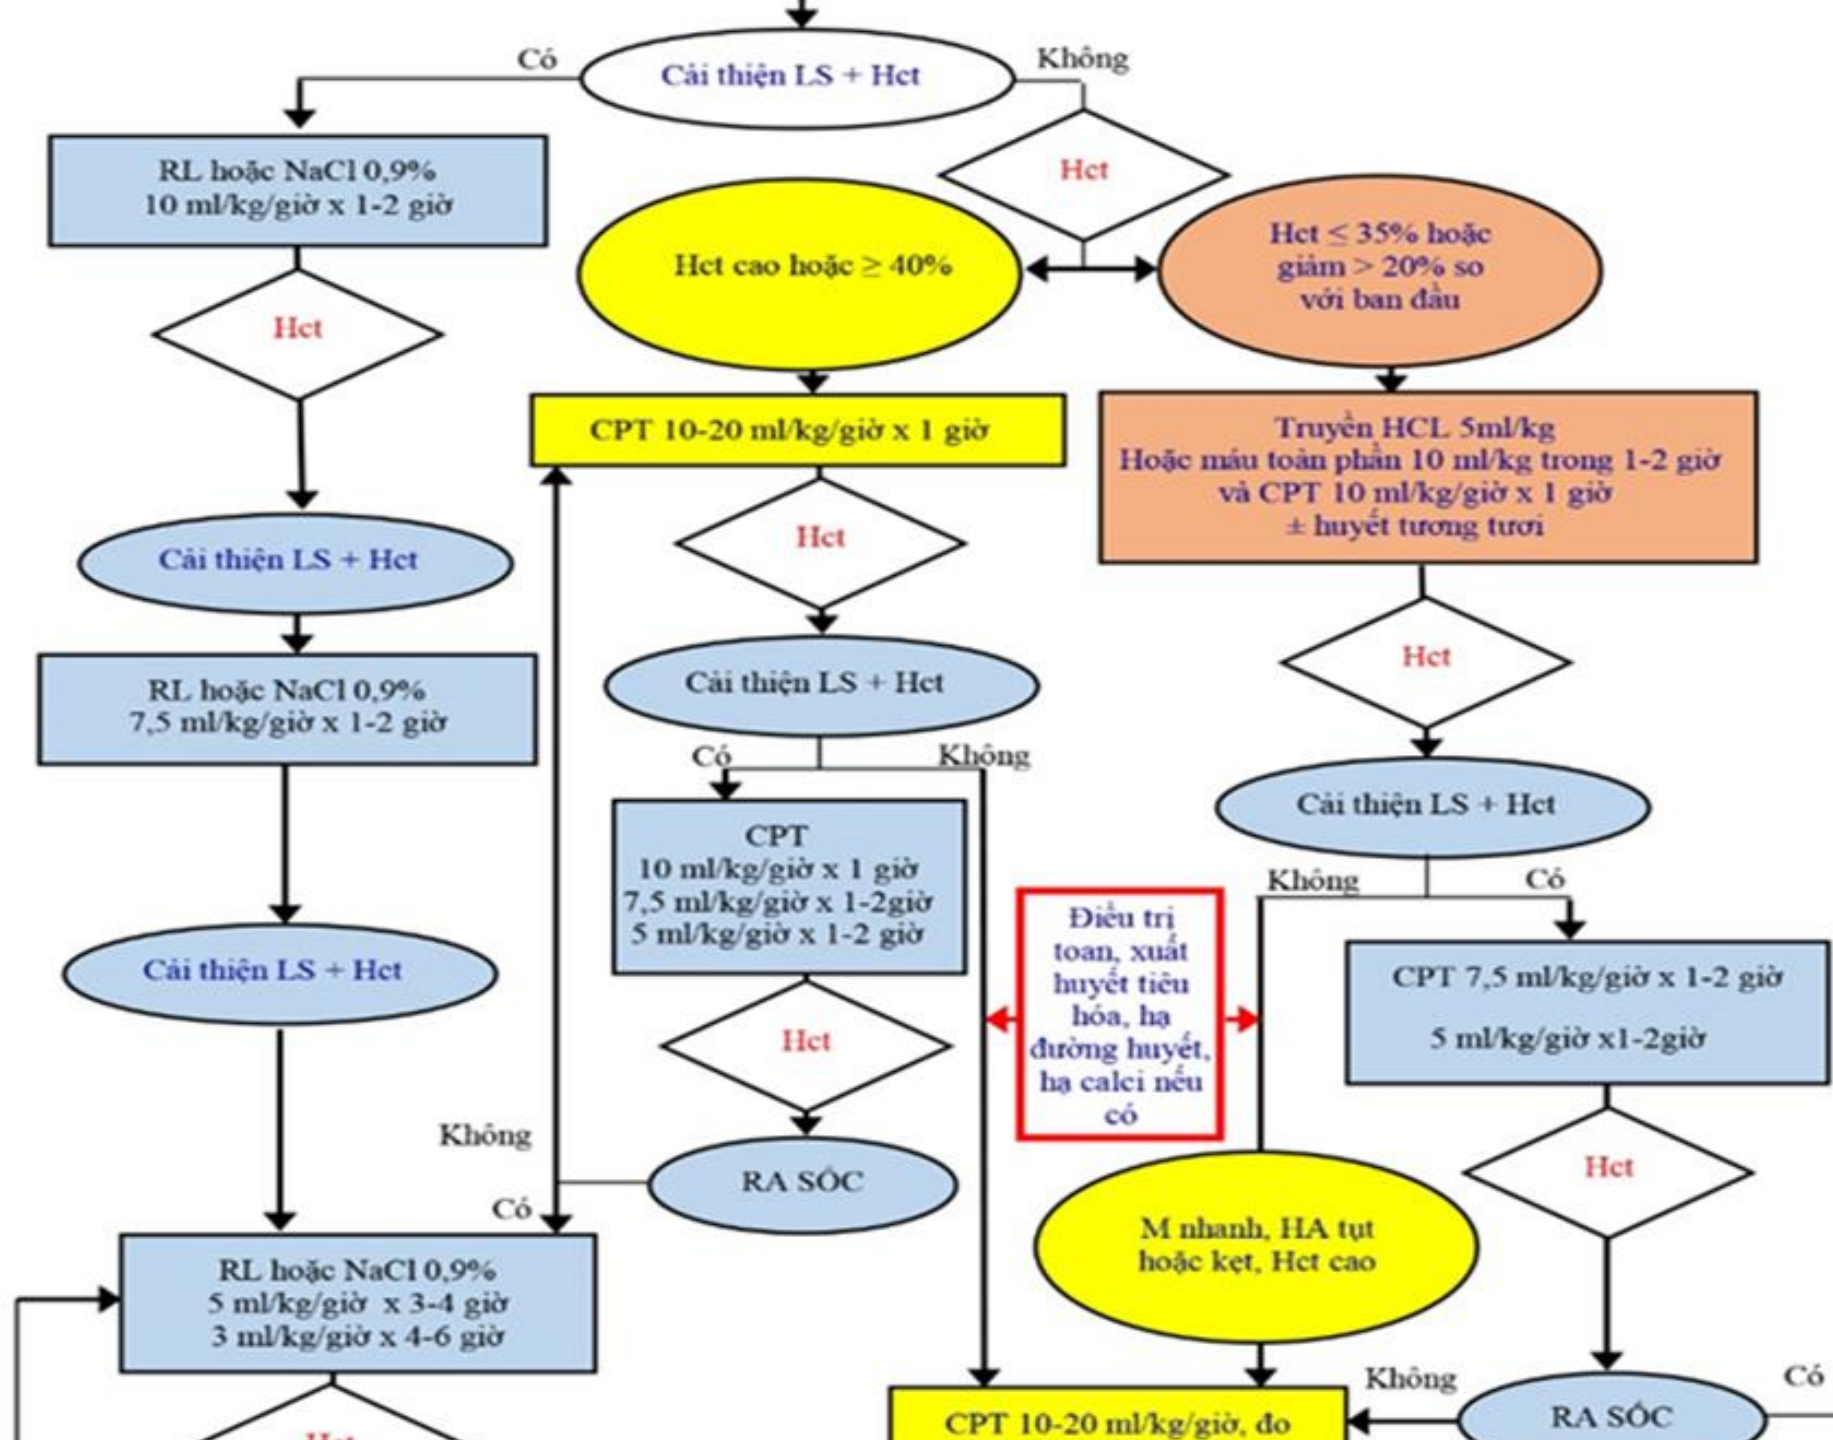 Có
Cải thiện LS + Hct
Không
RL hoặc NaCl 0,9%
10 ml/kg/giờ x 1-2 giờ
Hct
Hct
Hct cao hoặc ≥ 40%
Hct ≤ 35% hoặc
giảm > 20% so
với ban đầu
CPT 10-20 ml/kg/giờ x 1 giờ
Truyền HCL 5ml/kg
Hoặc máu toàn phần 10 ml/kg trong 1-2 giờ
và CPT 10 ml/kg/giờ x 1 giờ
± huyết tương tươi
Cải thiện LS + Hct
Hct
Hct
RL hoặc NaCl 0,9%
7,5 ml/kg/giờ x 1-2 giờ
Cải thiện LS + Hct
Có
Không
Cải thiện LS + Hct
CPT
10 ml/kg/giờ x 1 giờ
7,5 ml/kg/giờ x 1-2giờ
5 ml/kg/giờ x 1-2 giờ
Không
Có
Điều trị
toan, xuất
huyết tiêu
hóa, hạ
đường huyết,
hạ calci nếu
có
CPT 7,5 ml/kg/giờ x 1-2 giờ
5 ml/kg/giờ x1-2giờ
Cải thiện LS + Hct
Hct
Hct
Không
RA SỐC
Có
M nhanh, HA tụt
hoặc kẹt, Hct cao
RL hoặc NaCl 0,9%
5 ml/kg/giờ x 3-4 giờ
3 ml/kg/giờ x 4-6 giờ
Không
Có
CPT 10-20 ml/kg/giờ, đo
RA SỐC
Hct